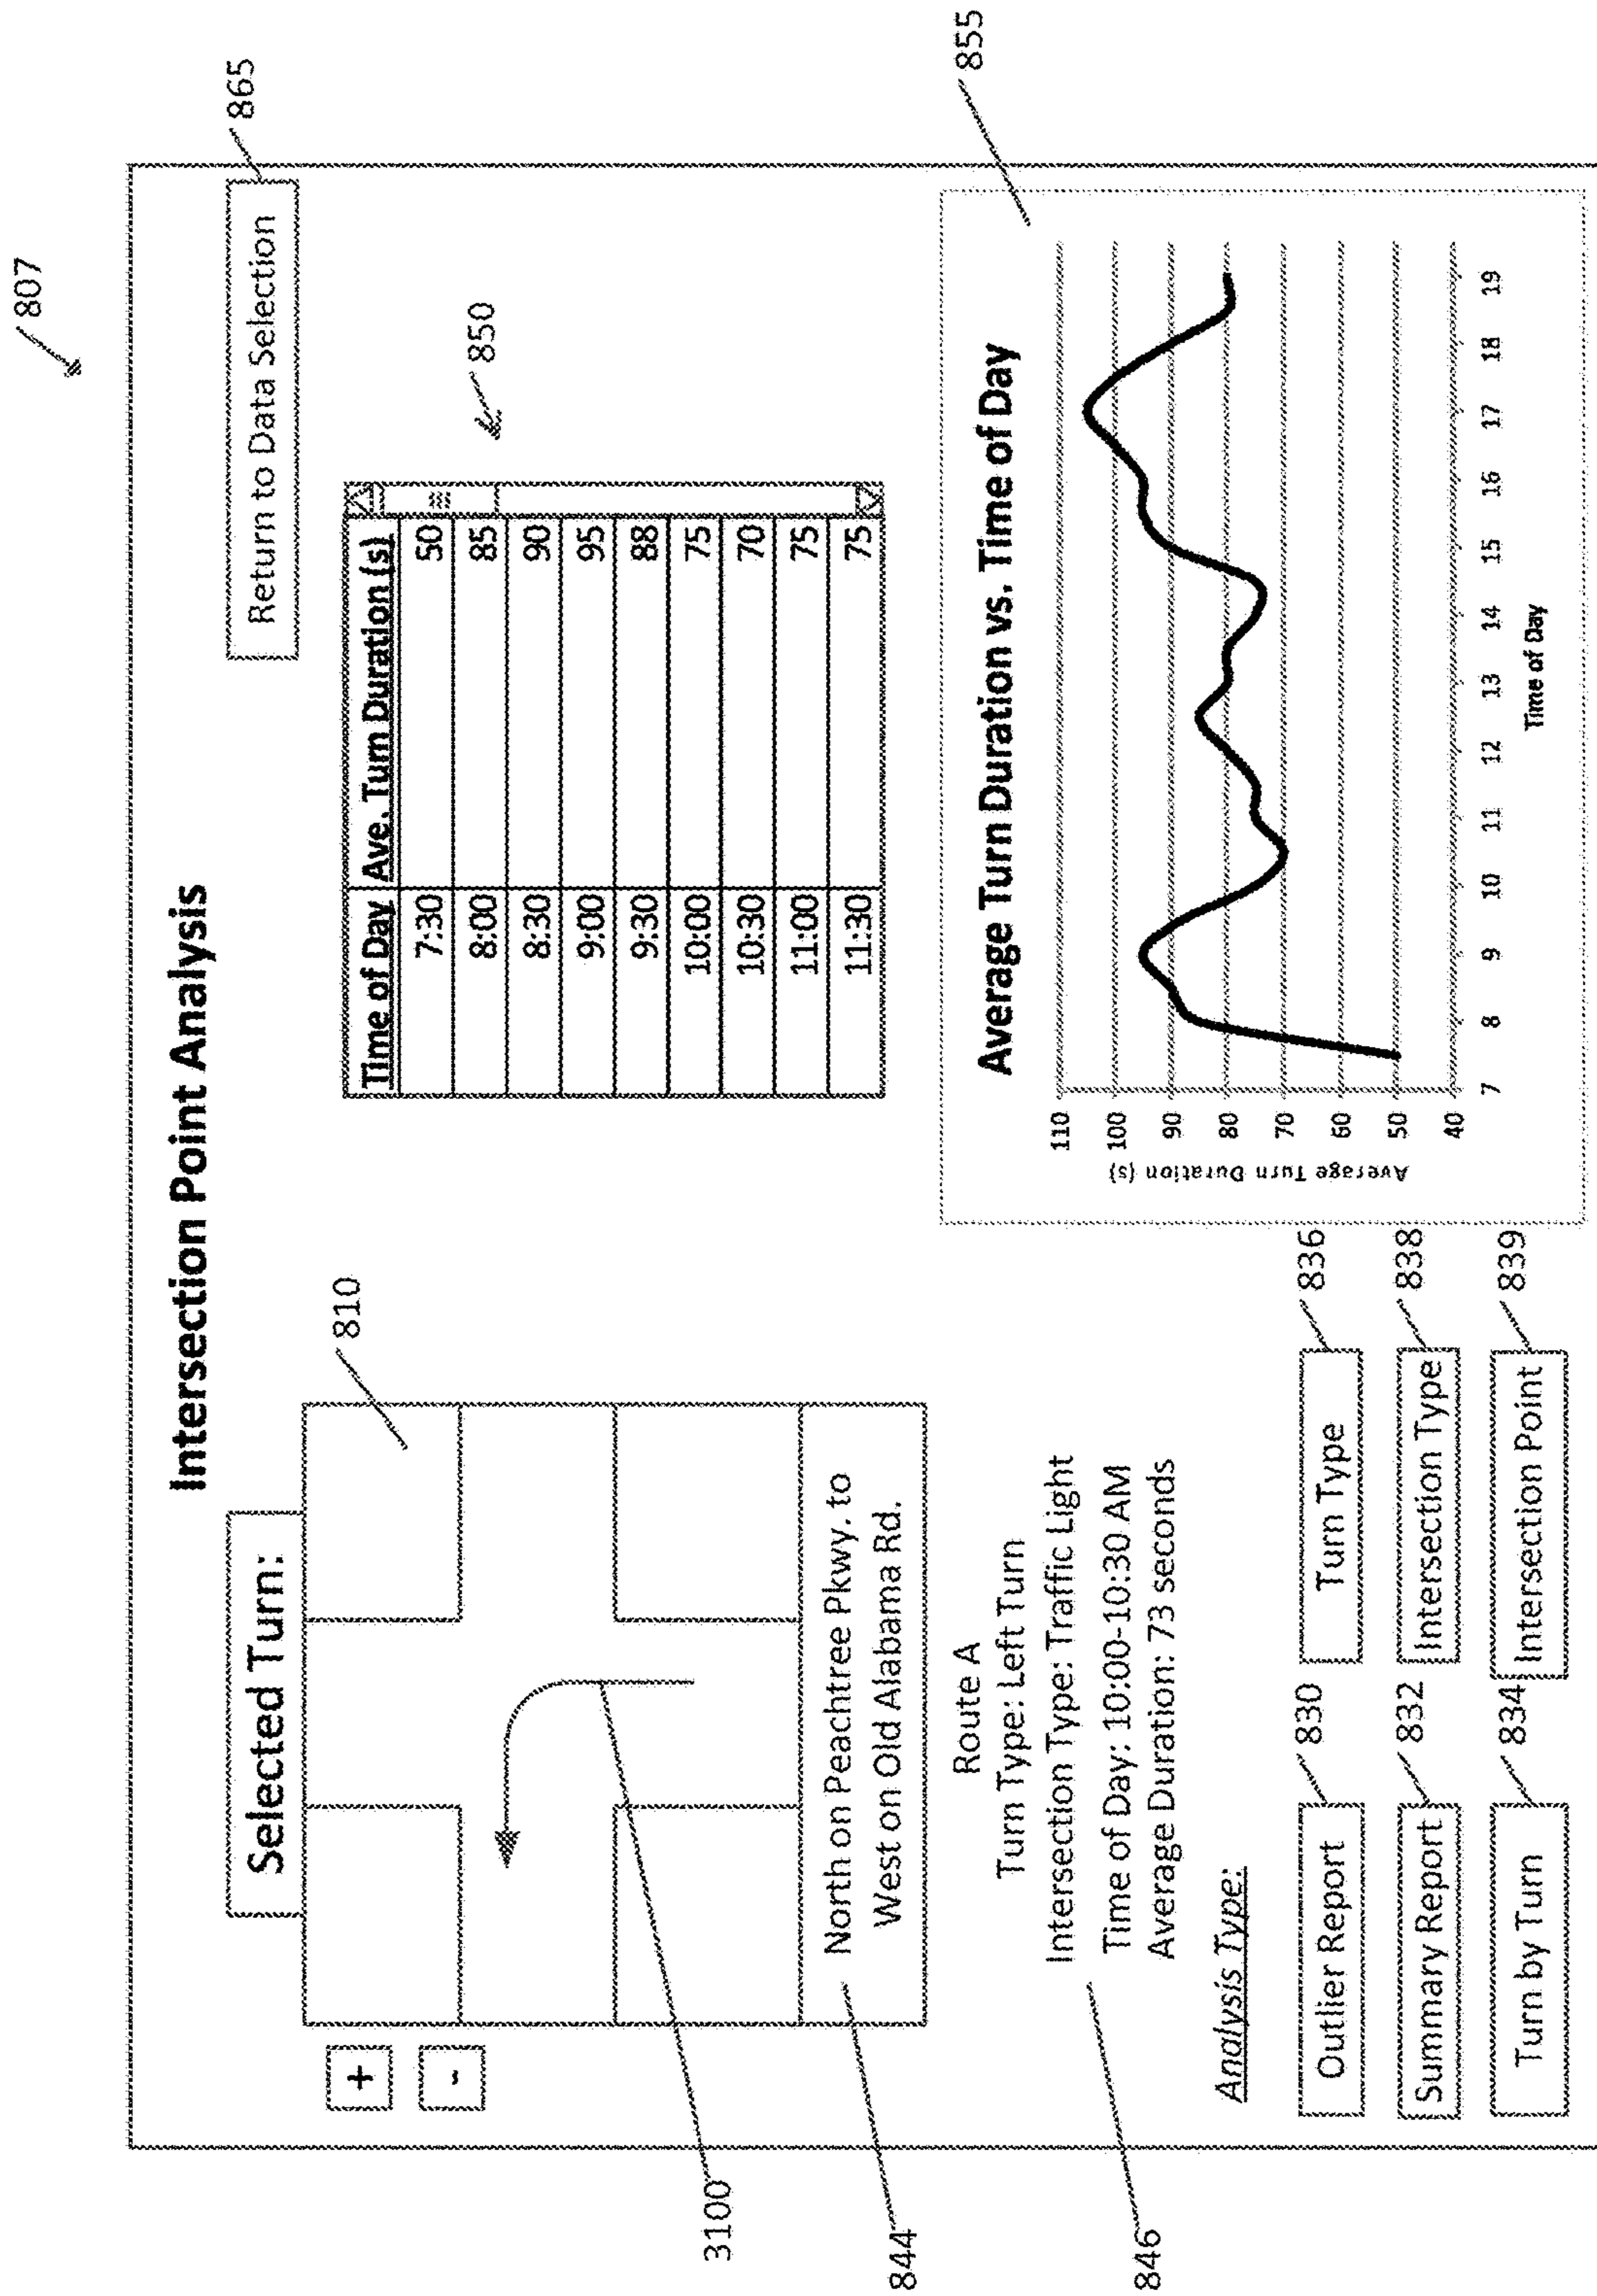 807
Intersection Point Analysis
865
Return to Data Selection
Selected Turn:
810
+
-
North on Peachtree Pkwy. to
West on Old Alabama Rd.
3100
844
Route A
Turn Type: Left Turn
Intersection Type: Traffic Light
Time of Day: 10:00-10:30 AM
Average Duration: 73 seconds
846
Analysis Type:
Outlier Report
830
Turn Type
836
Summary Report
832
Intersection Type
838
Turn by Turn
834
Intersection Point
839
850
Time of Day Ave. Turn Duration (s)
7:30 50
8:00 85
8:30 90
9:00 95
9:30 88
10:00 75
10:30 70
11:00 75
11:30 75
855
Average Turn Duration vs. Time of Day
Average Turn Duration (s)
110
100
90
80
70
60
50
40
7 8 9 10 11 12 13 14 15 16 17 18 19
Time of Day